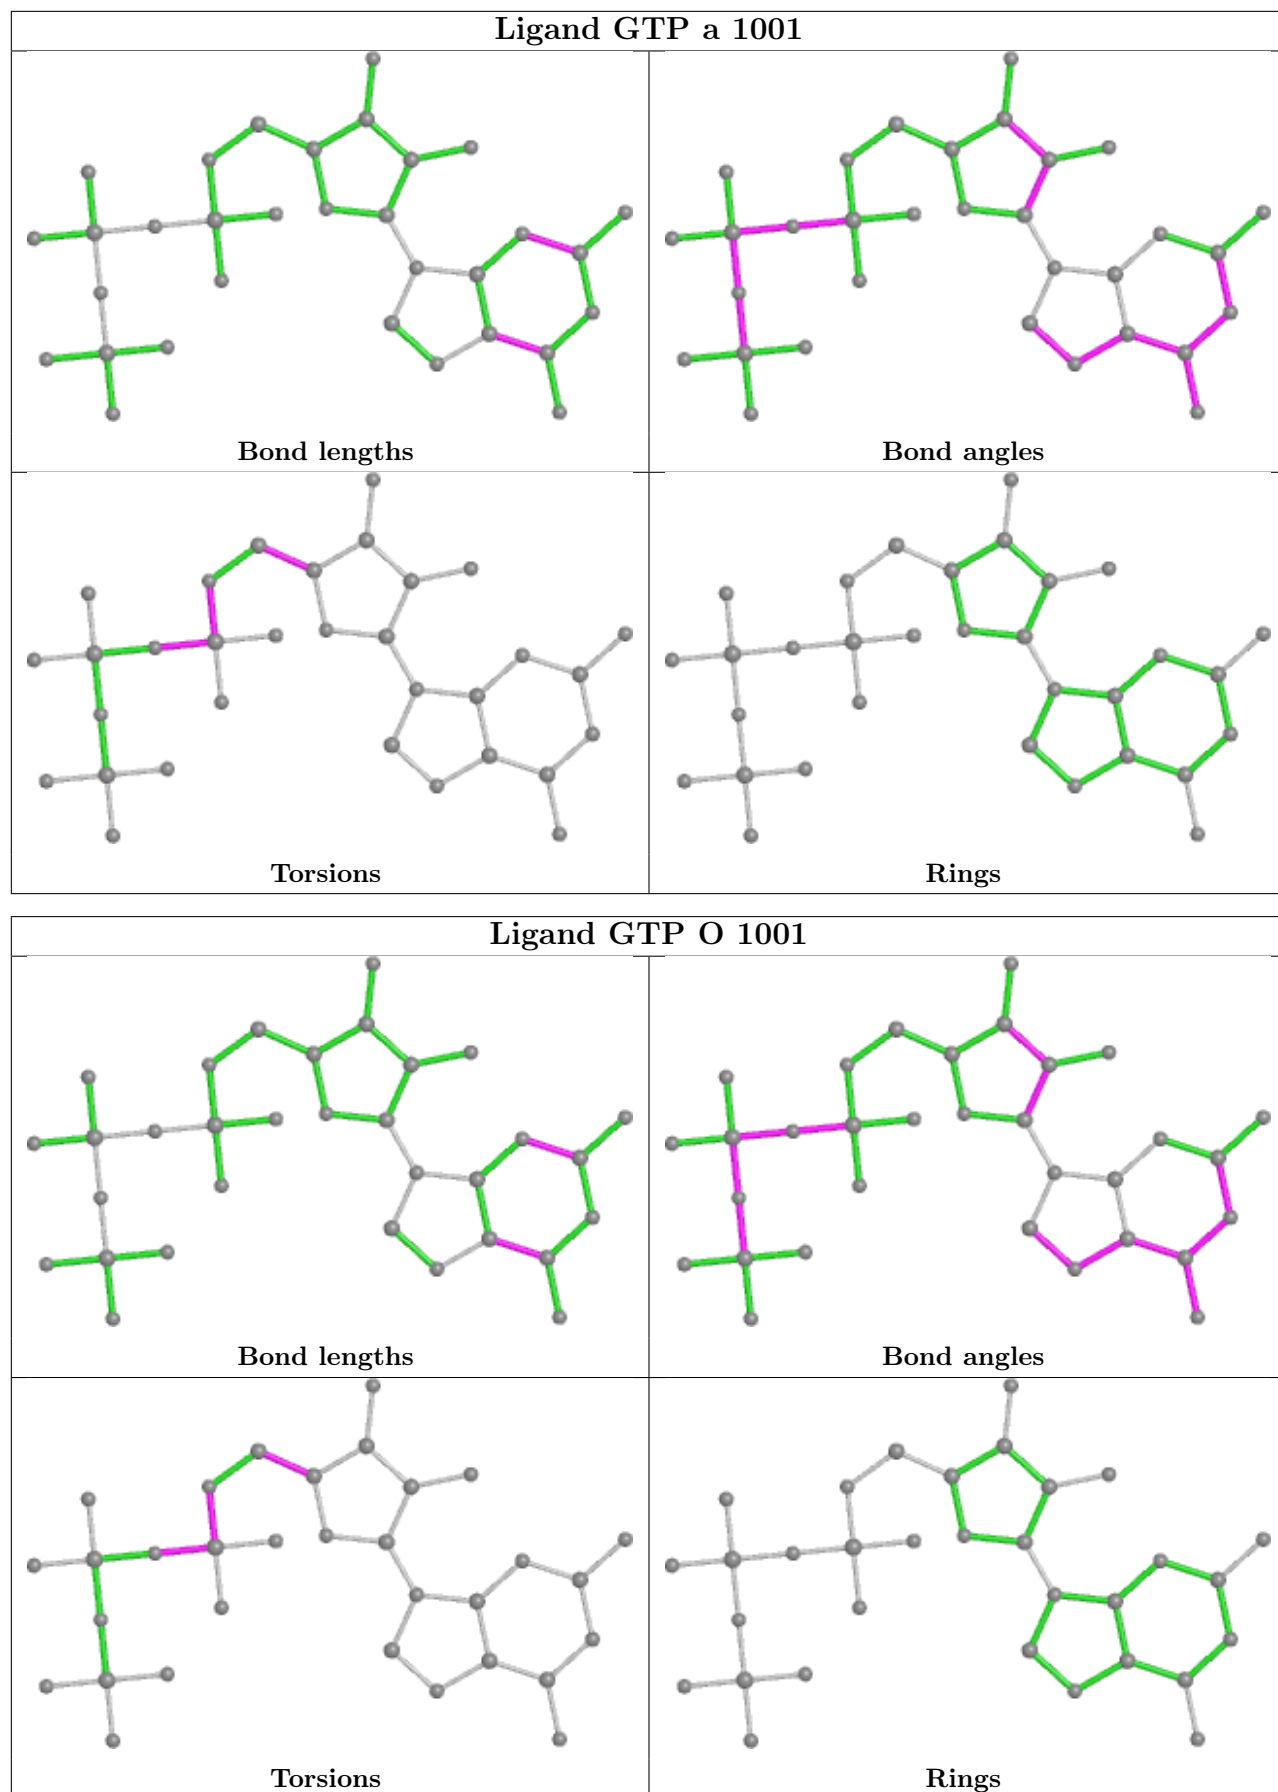 Ligand GTP a 1001
Bond lengths
Bond angles
Torsions
Rings
Ligand GTP O 1001
Bond lengths
Bond angles
Torsions
Rings